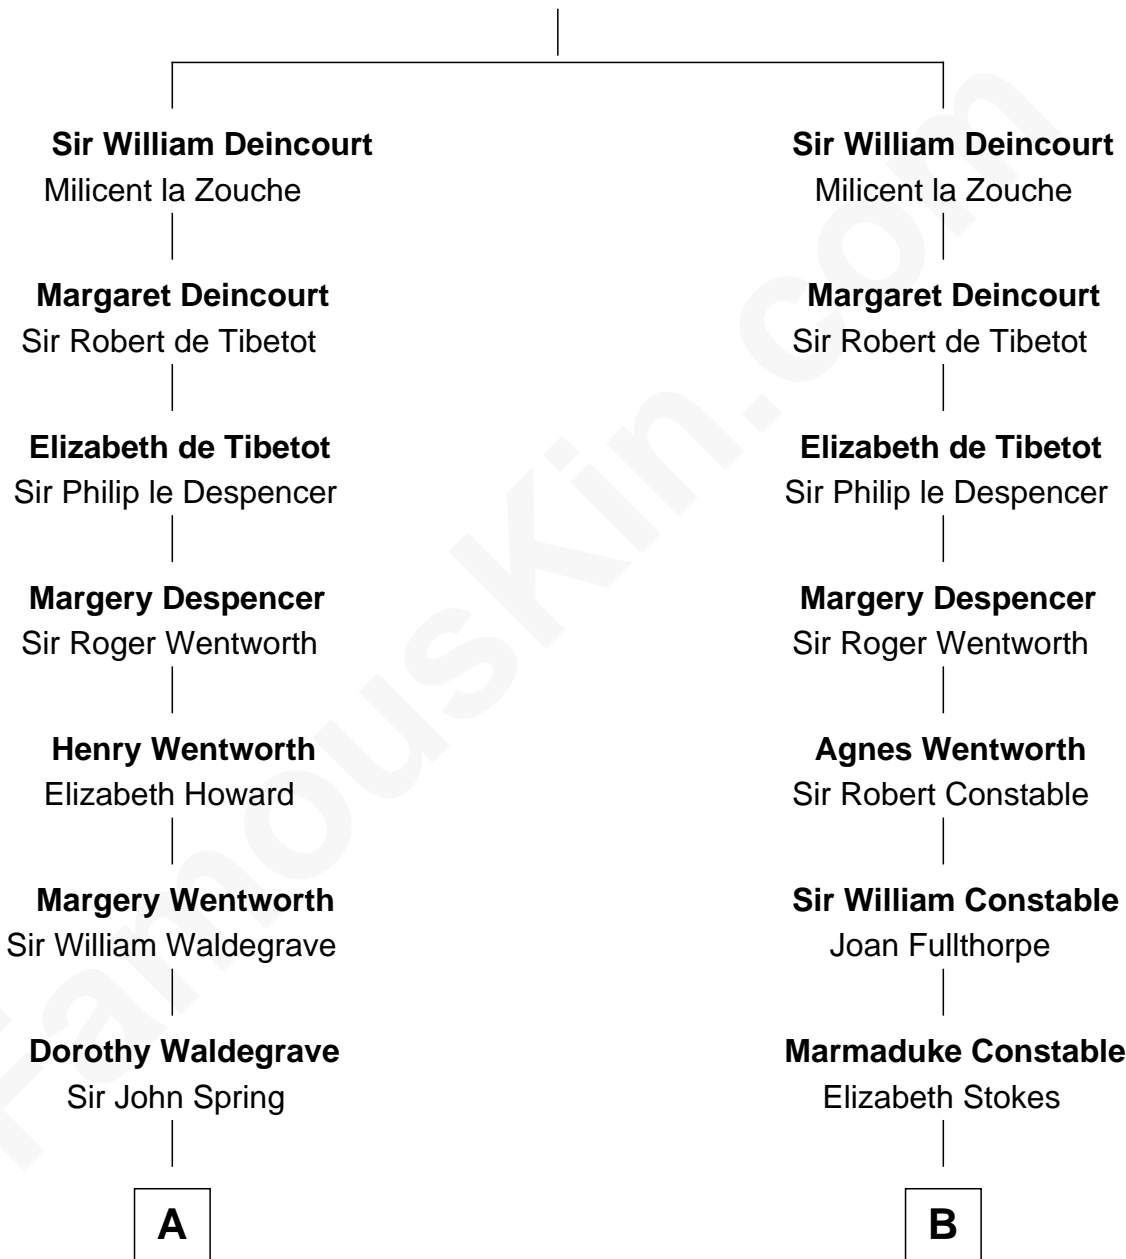 Sir William Deincourt
Milicent la Zouche
Margaret Deincourt
Sir Robert de Tibetot
Elizabeth de Tibetot
Sir Philip le Despencer
Margery Despencer
Sir Roger Wentworth
Henry Wentworth
Elizabeth Howard
Margery Wentworth
Sir William Waldegrave
Dorothy Waldegrave
Sir John Spring
A
Sir William Deincourt
Milicent la Zouche
Margaret Deincourt
Sir Robert de Tibetot
Elizabeth de Tibetot
Sir Philip le Despencer
Margery Despencer
Sir Roger Wentworth
Agnes Wentworth
Sir Robert Constable
Sir William Constable
Joan Fullthorpe
Marmaduke Constable
Elizabeth Stokes
B
FamousKin.com